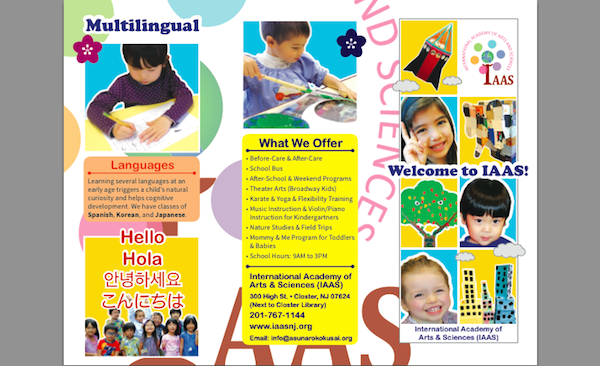 Multilingual
Languages
Learning several languages at an
early age triggers a child's natural
curiosity and helps cognitive
development. We have classes of
Spanish, Korean, and Japanese.
Hello
Hola
안녕하세요
こんにちは
What We Offer
• Before-Care & After-Care
• School Bus
• After-School & Weekend Programs
• Theater Arts (Broadway Kids)
• Karate & Yoga & Flexibility Training
• Music Instruction & Violin/Piano
Instruction for Kindergartners
• Nature Studies & Field Trips
• Mommy & Me Program for Toddlers
& Babies
• School Hours: 9AM to 3PM
International Academy of
Arts & Sciences (IAAS)
300 High St. • Closter, NJ 07624
(Next to Closter Library)
201-767-1144
www.iaasnj.org
Email: info@asunarokokusai.org
ND SCIENCES
IAAS
INTERNATIONAL ACADEMY OF ARTS AND SCIENCES
IAAS
Welcome to IAAS!
International Academy of
Arts & Sciences (IAAS)